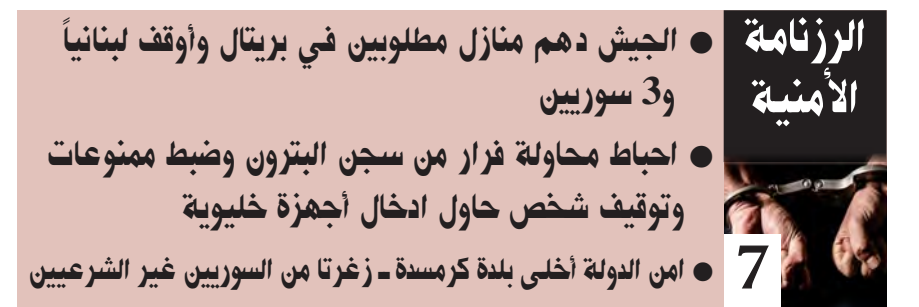 الرزنامة
الأمنية
● الجيش دهم منازل مطلوبين في بريتال وأوقف لبنانياً
و3 سوريين
● احباط محاولة فرار من سجن البترون وضبط ممنوعات
وتوقيف شخص حاول ادخال أجهزة خليوية
● امن الدولة أخلى بلدة كرمسدة ـ زغرتا من السوريين غير الشرعيين
7